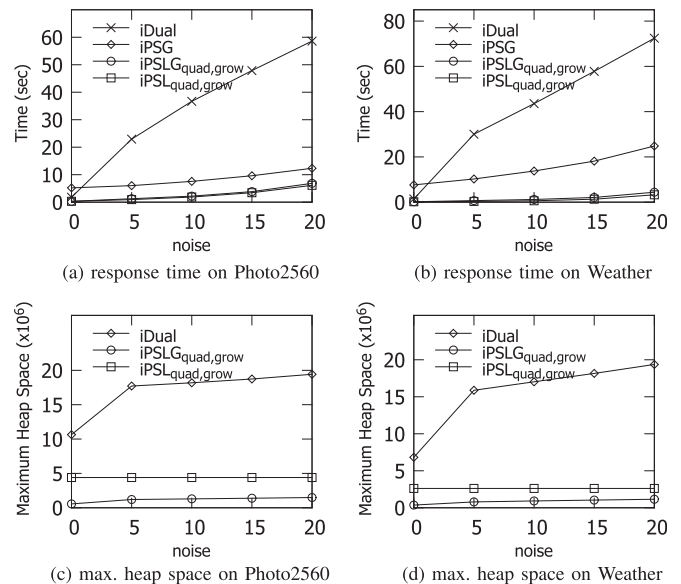 Time (sec)
60
50
40
30
20
10
0
0 5 10 15 20
noise
iDual
iPSG
iPSLGquad,grow
iPSLquad,grow
(a) response time on Photo2560
Time (sec)
80
60
40
20
0
0 5 10 15 20
noise
iDual
iPSG
iPSLGquad,grow
iPSLquad,grow
(b) response time on Weather
Maximum Heap Space (x10⁶)
20
15
10
5
0
0 5 10 15 20
noise
iDual
iPSLGquad,grow
iPSLquad,grow
(c) max. heap space on Photo2560
Maximum Heap Space (x10⁶)
20
15
10
5
0
0 5 10 15 20
noise
iDual
iPSLGquad,grow
iPSLquad,grow
(d) max. heap space on Weather